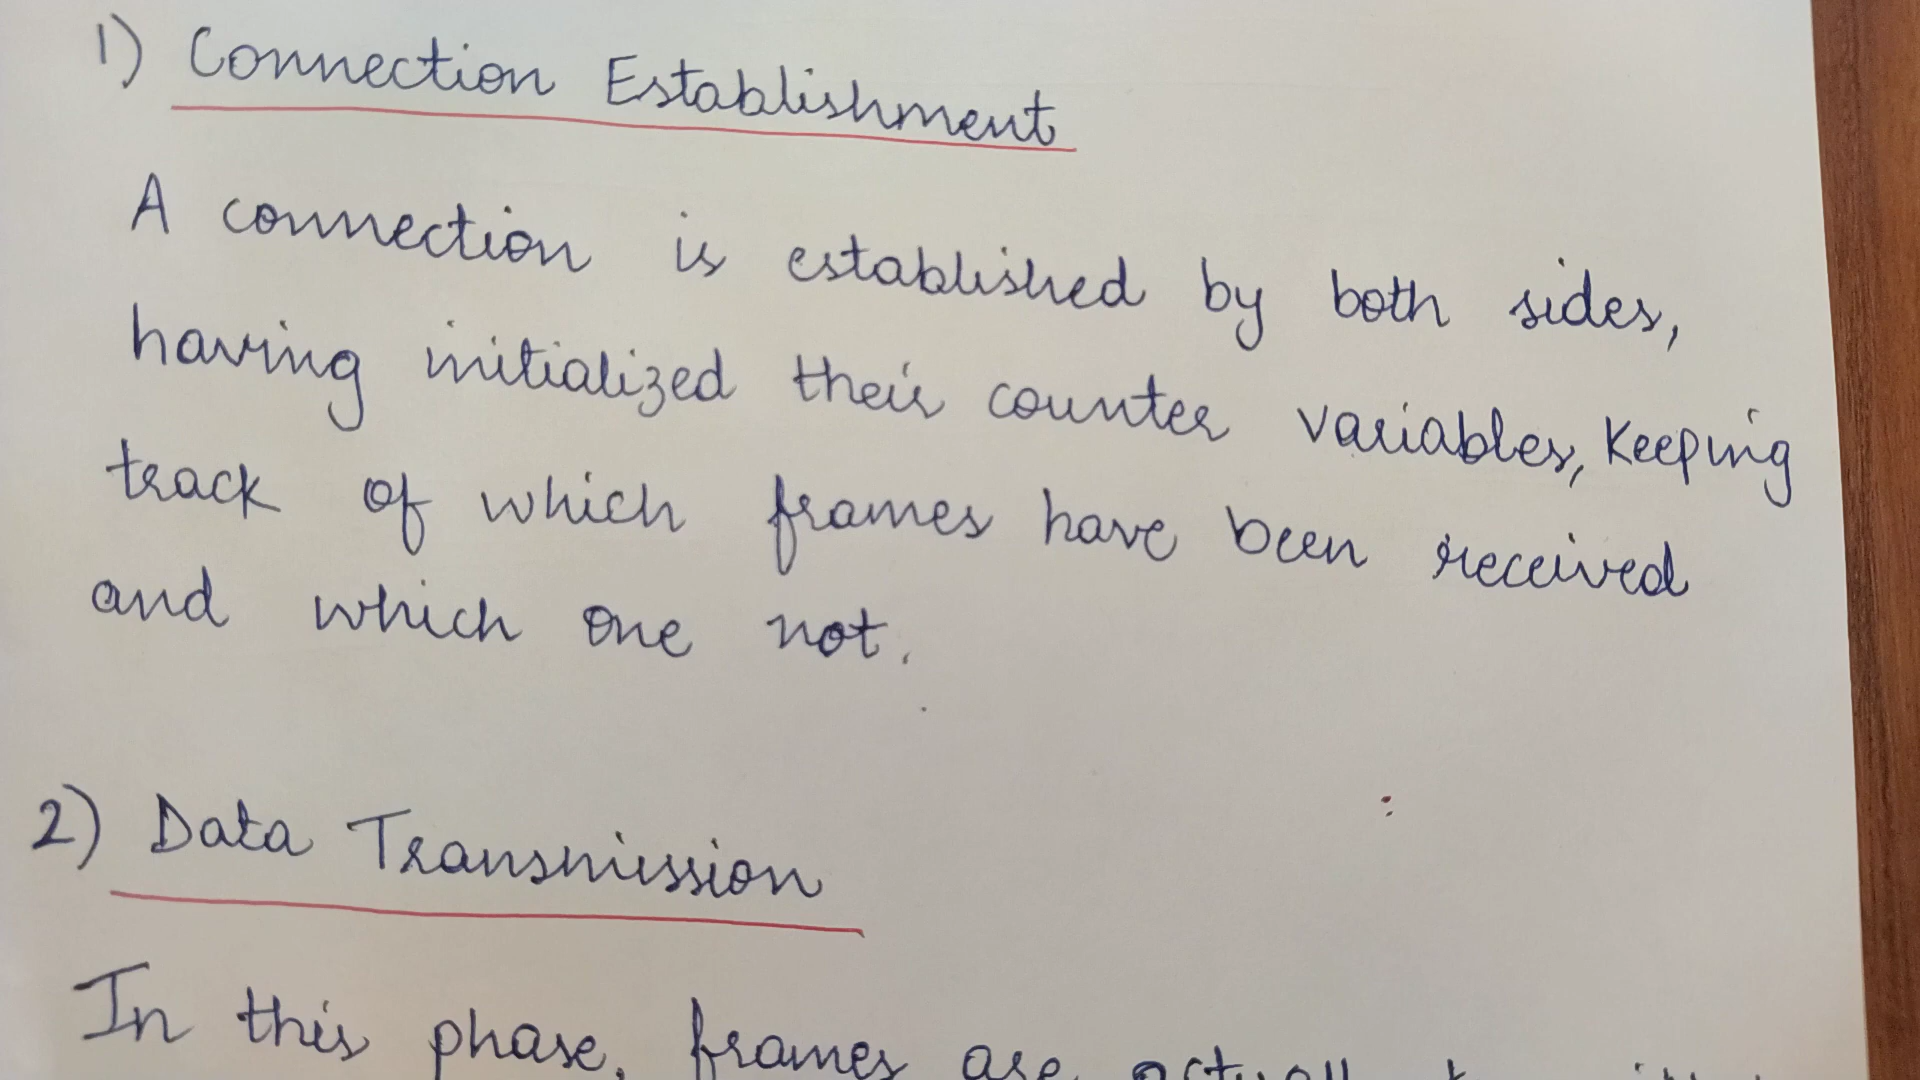 1) Connection Establishment
A connection is established by both sides,
having initialized their counter variables, keeping
track of which frames have been received
and which one not.
2) Data Transmission
In this phase, frames are actually